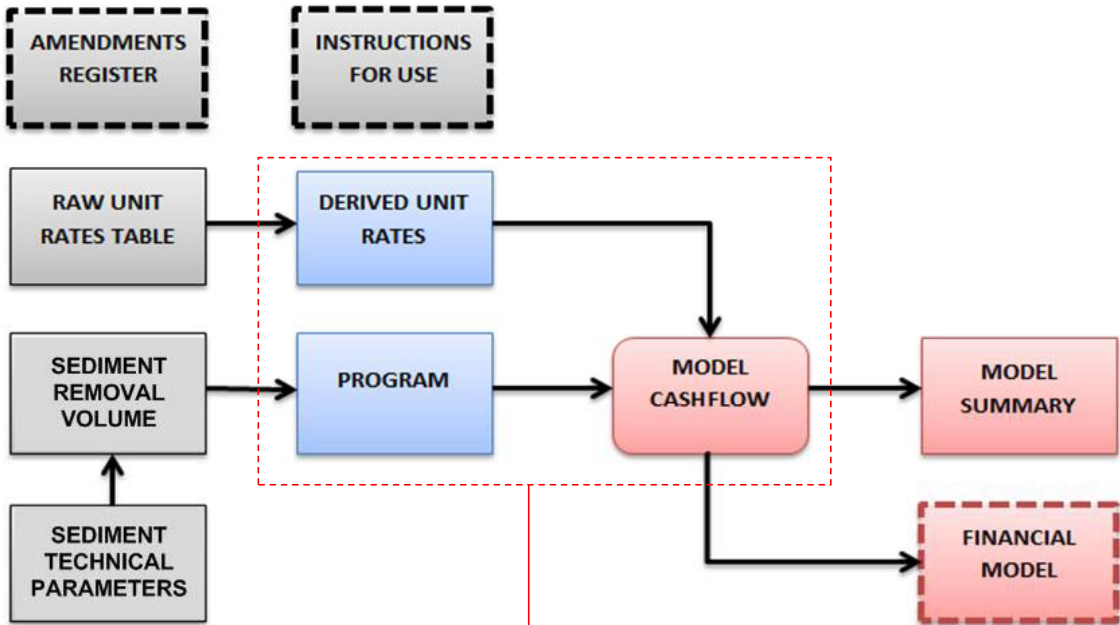 AMENDMENTS
REGISTER
INSTRUCTIONS
FOR USE
RAW UNIT
RATES TABLE
DERIVED UNIT
RATES
SEDIMENT
REMOVAL
VOLUME
PROGRAM
MODEL
CASHFLOW
MODEL
SUMMARY
SEDIMENT
TECHNICAL
PARAMETERS
FINANCIAL
MODEL